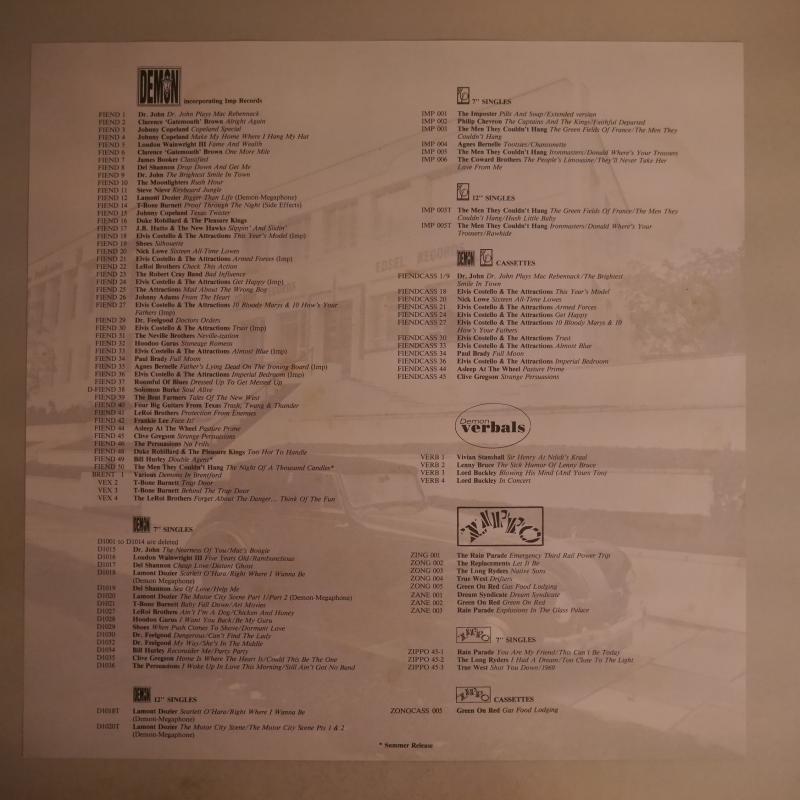 DEMON incorporating Imp Records
FIEND 1 Dr. John Dr. John Plays Mac Rebennack
FIEND 2 Clarence 'Gatemouth' Brown Alright Again
FIEND 3 Johnny Copeland Copeland Special
FIEND 4 Johnny Copeland Make My Home Where I Hang My Hat
FIEND 5 London Wainwright III Fame And Wealth
FIEND 6 Clarence 'Gatemouth' Brown One More Mile
FIEND 7 James Booker Classified
FIEND 8 Del Shannon Drop Down And Get Me
FIEND 9 Dr. John The Brightest Smile In Town
FIEND 10 The Moonlighters Rush Hour
FIEND 11 Steve Nieve Keyboard Jungle
FIEND 12 Lamont Dozier Bigger Than Life (Demon-Megaphone)
FIEND 14 T-Bone Burnett Proof Through The Night (Side Effects)
FIEND 15 Johnny Copeland Texas Twister
FIEND 16 Duke Robillard & The Pleasure Kings
FIEND 17 J.B. Hutto & The New Hawks Slippin' And Slidin'
FIEND 18 Elvis Costello & The Attractions This Year's Model (Imp)
FIEND 19 Shoes Silhouette
FIEND 20 Nick Lowe Sixteen All-Time Lowes
FIEND 21 Elvis Costello & The Attractions Armed Forces (Imp)
FIEND 22 LeRoi Brothers Check This Action
FIEND 23 The Robert Cray Band Bad Influence
FIEND 24 Elvis Costello & The Attractions Get Happy (Imp)
FIEND 25 The Attractions Mad About The Wrong Boy
FIEND 26 Johnny Adams From The Heart
FIEND 27 Elvis Costello & The Attractions 10 Bloody Marys & 10 How's Your
Fathers (Imp)
FIEND 29 Dr. Feelgood Doctors Orders
FIEND 30 Elvis Costello & The Attractions Trust (Imp)
FIEND 31 The Neville Brothers Neville-ization
FIEND 32 Hoodoo Gurus Stoneage Romeos
FIEND 33 Elvis Costello & The Attractions Almost Blue (Imp)
FIEND 34 Paul Brady Full Moon
FIEND 35 Agnes Bernelle Father's Lying Dead On The Ironing Board (Imp)
FIEND 36 Elvis Costello & The Attractions Imperial Bedroom (Imp)
FIEND 37 Roomful Of Blues Dressed Up To Get Messed Up
D-FIEND 38 Solomon Burke Soul Alive
FIEND 39 The Beat Farmers Tales Of The New West
FIEND 40 Four Big Guitars From Texas Trash, Twang & Thunder
FIEND 41 LeRoi Brothers Protection From Enemies
FIEND 42 Frankie Lee Face It!
FIEND 44 Asleep At The Wheel Pasture Prime
FIEND 45 Clive Gregson Strange Persuasions
FIEND 46 The Persuasions No Frills
FIEND 48 Duke Robillard & The Pleasure Kings Too Hot To Handle
FIEND 49 Bill Hurley Double Agent*
FIEND 50 The Men They Couldn't Hang The Night Of A Thousand Candles*
BRENT 1 Various Demons In Brentford
VEX 2 T-Bone Burnett Trap Door
VEX 3 T-Bone Burnett Behind The Trap Door
VEX 4 The LeRoi Brothers Forget About The Danger... Think Of The Fun
DEMON 7" SINGLES
D1001 to D1014 are deleted
D1015 Dr. John The Nearness Of You/Mac's Boogie
D1016 London Wainwright III Five Years Old/Rambunctious
D1017 Del Shannon Cheap Love/Distant Ghost
D1018 Lamont Dozier Scarlett O'Hara/Right Where I Wanna Be
(Demon Megaphone)
D1019 Del Shannon Sea Of Love/Help Me
D1020 Lamont Dozier The Motor City Scene Part 1/Part 2 (Demon-Megaphone)
D1021 T-Bone Burnett Baby Fall Down/Art Movies
D1027 LeRoi Brothers Ain't I'm A Dog/Chicken And Honey
D1028 Hoodoo Gurus I Want You Back/Be My Guru
D1029 Shoes When Push Comes To Shove/Dormant Love
D1030 Dr. Feelgood Dangerous/Can't Find The Lady
D1032 Dr. Feelgood My Way/She's In The Middle
D1034 Bill Hurley Reconsider Me/Party Party
D1035 Clive Gregson Home Is Where The Heart Is/Could This Be The One
D1036 The Persuasions I Woke Up In Love This Morning/Still Ain't Got No Band
DEMON 12" SINGLES
D1018T Lamont Dozier Scarlett O'Hara/Right Where I Wanna Be
(Demon-Megaphone)
D1020T Lamont Dozier The Motor City Scene/The Motor City Scene Pts 1 & 2
(Demon-Megaphone)
7" SINGLES
IMP 001 The Imposter Pills And Soup/Extended version
IMP 002 Philip Chevron The Captains And The Kings/Faithful Departed
IMP 003 The Men They Couldn't Hang The Green Fields Of France/The Men They
Couldn't Hang
IMP 004 Agnes Bernelle Tootsies/Chansonette
IMP 005 The Men They Couldn't Hang Ironmasters/Donald Where's Your Trousers
IMP 006 The Coward Brothers The People's Limousine/They'll Never Take Her
Love From Me
12" SINGLES
IMP 003T The Men They Couldn't Hang The Green Fields Of France/The Men They
Couldn't Hang/Hush Little Baby
IMP 005T The Men They Couldn't Hang Ironmasters/Donald Where's Your
Trousers/Rawhide
DEMON CASSETTES
FIENDCASS 1/9 Dr. John Dr. John Plays Mac Rebennack/The Brightest
Smile In Town
FIENDCASS 18 Elvis Costello & The Attractions This Year's Model
FIENDCASS 20 Nick Lowe Sixteen All-Time Lowes
FIENDCASS 21 Elvis Costello & The Attractions Armed Forces
FIENDCASS 24 Elvis Costello & The Attractions Get Happy
FIENDCASS 27 Elvis Costello & The Attractions 10 Bloody Marys & 10
How's Your Fathers
FIENDCASS 30 Elvis Costello & The Attractions Trust
FIENDCASS 33 Elvis Costello & The Attractions Almost Blue
FIENDCASS 34 Paul Brady Full Moon
FIENDCASS 36 Elvis Costello & The Attractions Imperial Bedroom
FIENDCASS 44 Asleep At The Wheel Pasture Prime
FIENDCASS 45 Clive Gregson Strange Persuasions
Demon
verbals
VERB 1 Vivian Stanshall Sir Henry At Ndidi's Kraal
VERB 2 Lenny Bruce The Sick Humor Of Lenny Bruce
VERB 3 Lord Buckley Blowing His Mind (And Yours Too)
VERB 4 Lord Buckley In Concert
ZIPPO
ZING 001 The Rain Parade Emergency Third Rail Power Trip
ZONG 002 The Replacements Let It Be
ZONG 003 The Long Ryders Native Sons
ZONG 004 True West Drifters
ZONG 005 Green On Red Gas Food Lodging
ZANE 001 Dream Syndicate Dream Syndicate
ZANE 002 Green On Red Green On Red
ZANE 003 Rain Parade Explosions In The Glass Palace
ZIPPO 7" SINGLES
ZIPPO 45-1 Rain Parade You Are My Friend/This Can't Be Today
ZIPPO 45-2 The Long Ryders I Had A Dream/Too Close To The Light
ZIPPO 45-3 True West Shot You Down/1969
ZIPPO CASSETTES
ZONOCASS 005 Green On Red Gas Food Lodging
* Summer Release
EDSEL